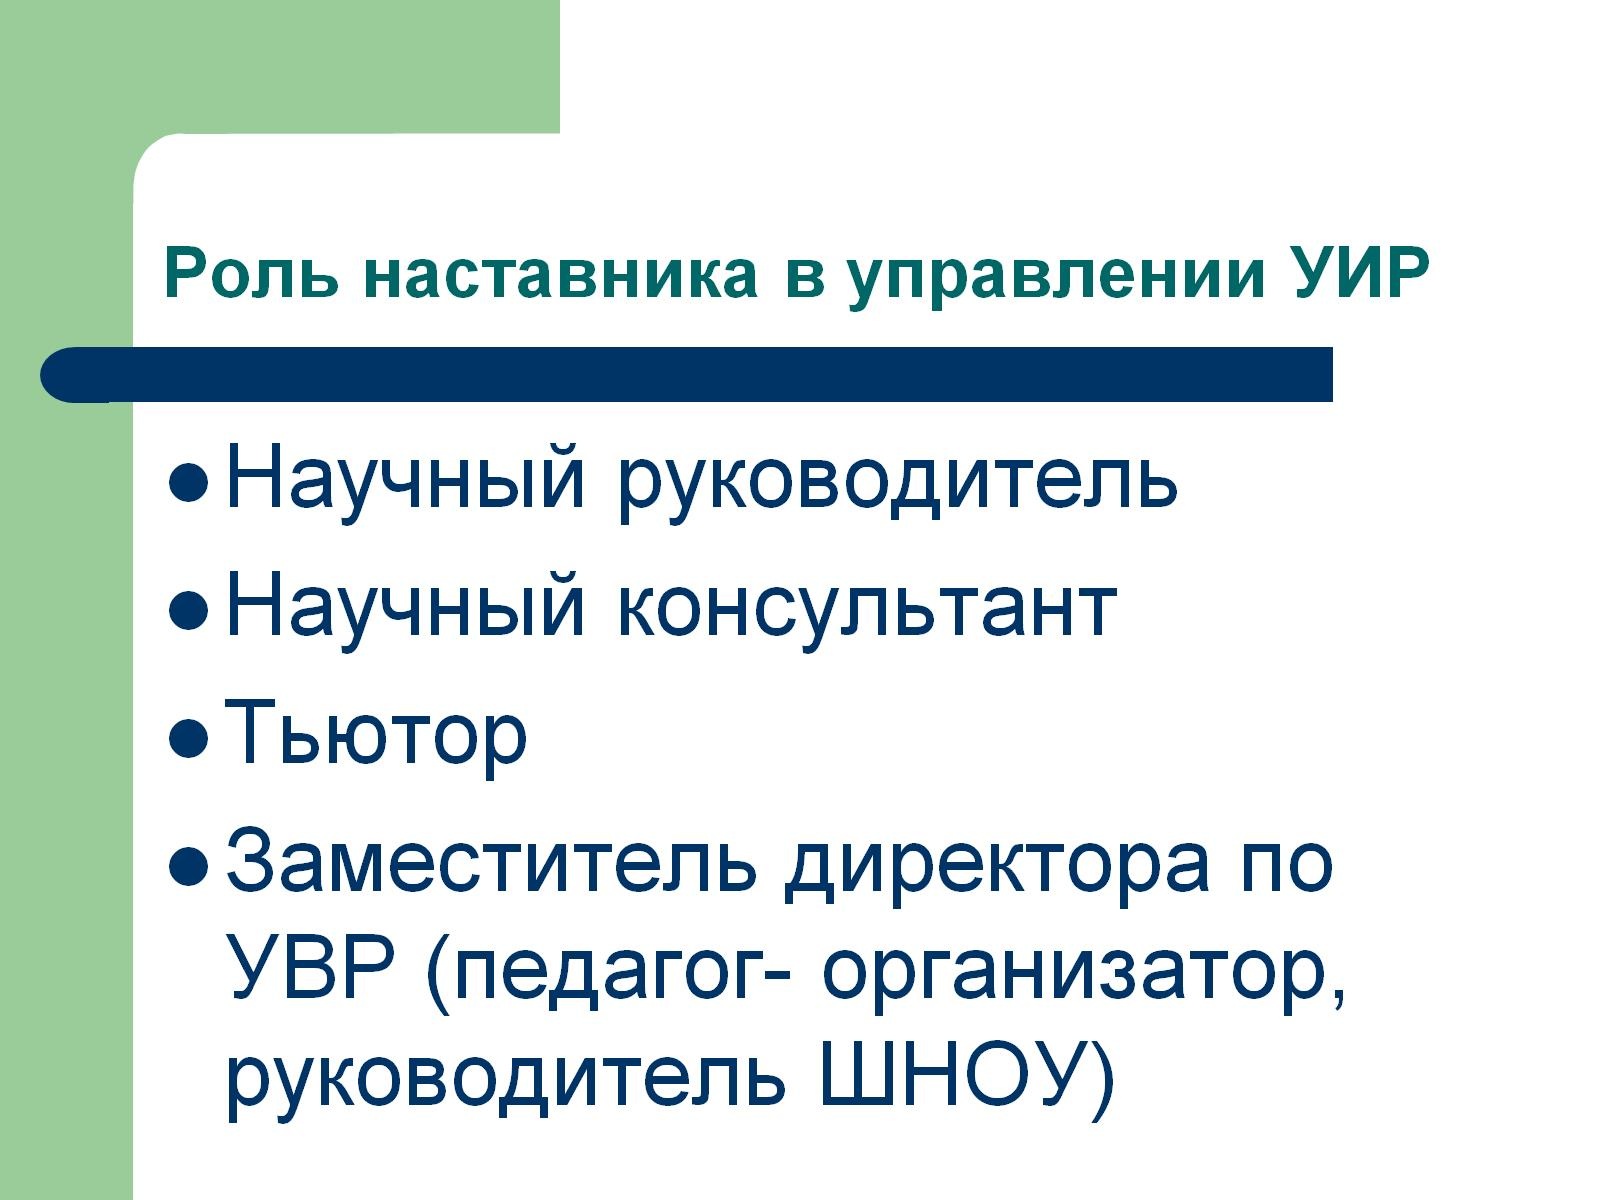 Роль наставника в управлении УИР
Научный руководитель
Научный консультант
Тьютор
Заместитель директора по
УВР (педагог- организатор,
руководитель ШНОУ)